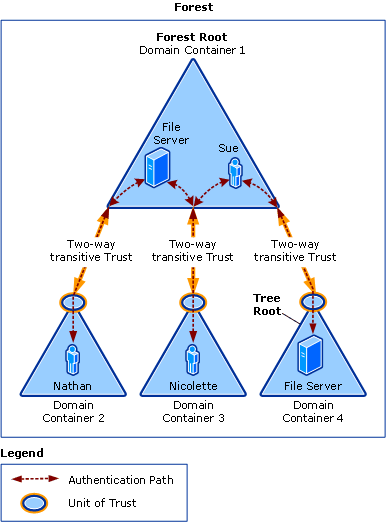 Forest
Forest Root
Domain Container 1
File
Server
Sue
Two-way
transitive Trust
Two-way
transitive Trust
Two-way
transitive Trust
Tree
Root
Nathan
Nicolette
File Server
Domain
Container 2
Domain
Container 3
Domain
Container 4
Legend
Authentication Path
Unit of Trust